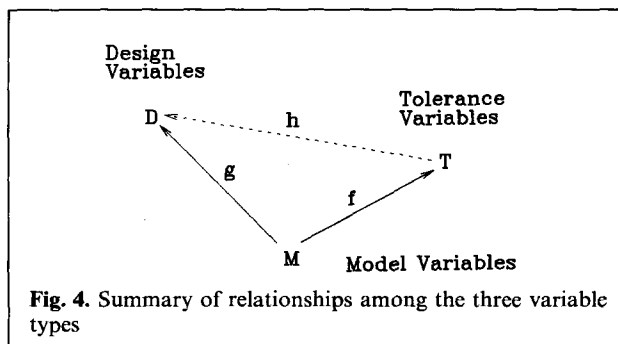 Design
Variables
D
h
Tolerance
Variables
T
g
f
M
Model Variables
Fig. 4. Summary of relationships among the three variable
types